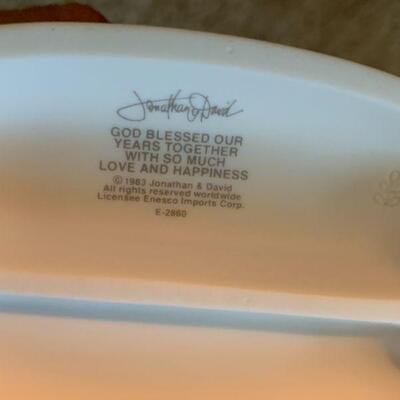 Jonathan & David
GOD BLESSED OUR
YEARS TOGETHER
WITH SO MUCH
LOVE AND HAPPINESS
© 1983 Jonathan & David
All rights reserved worldwide
Licensee Enesco Imports Corp.
E-2860